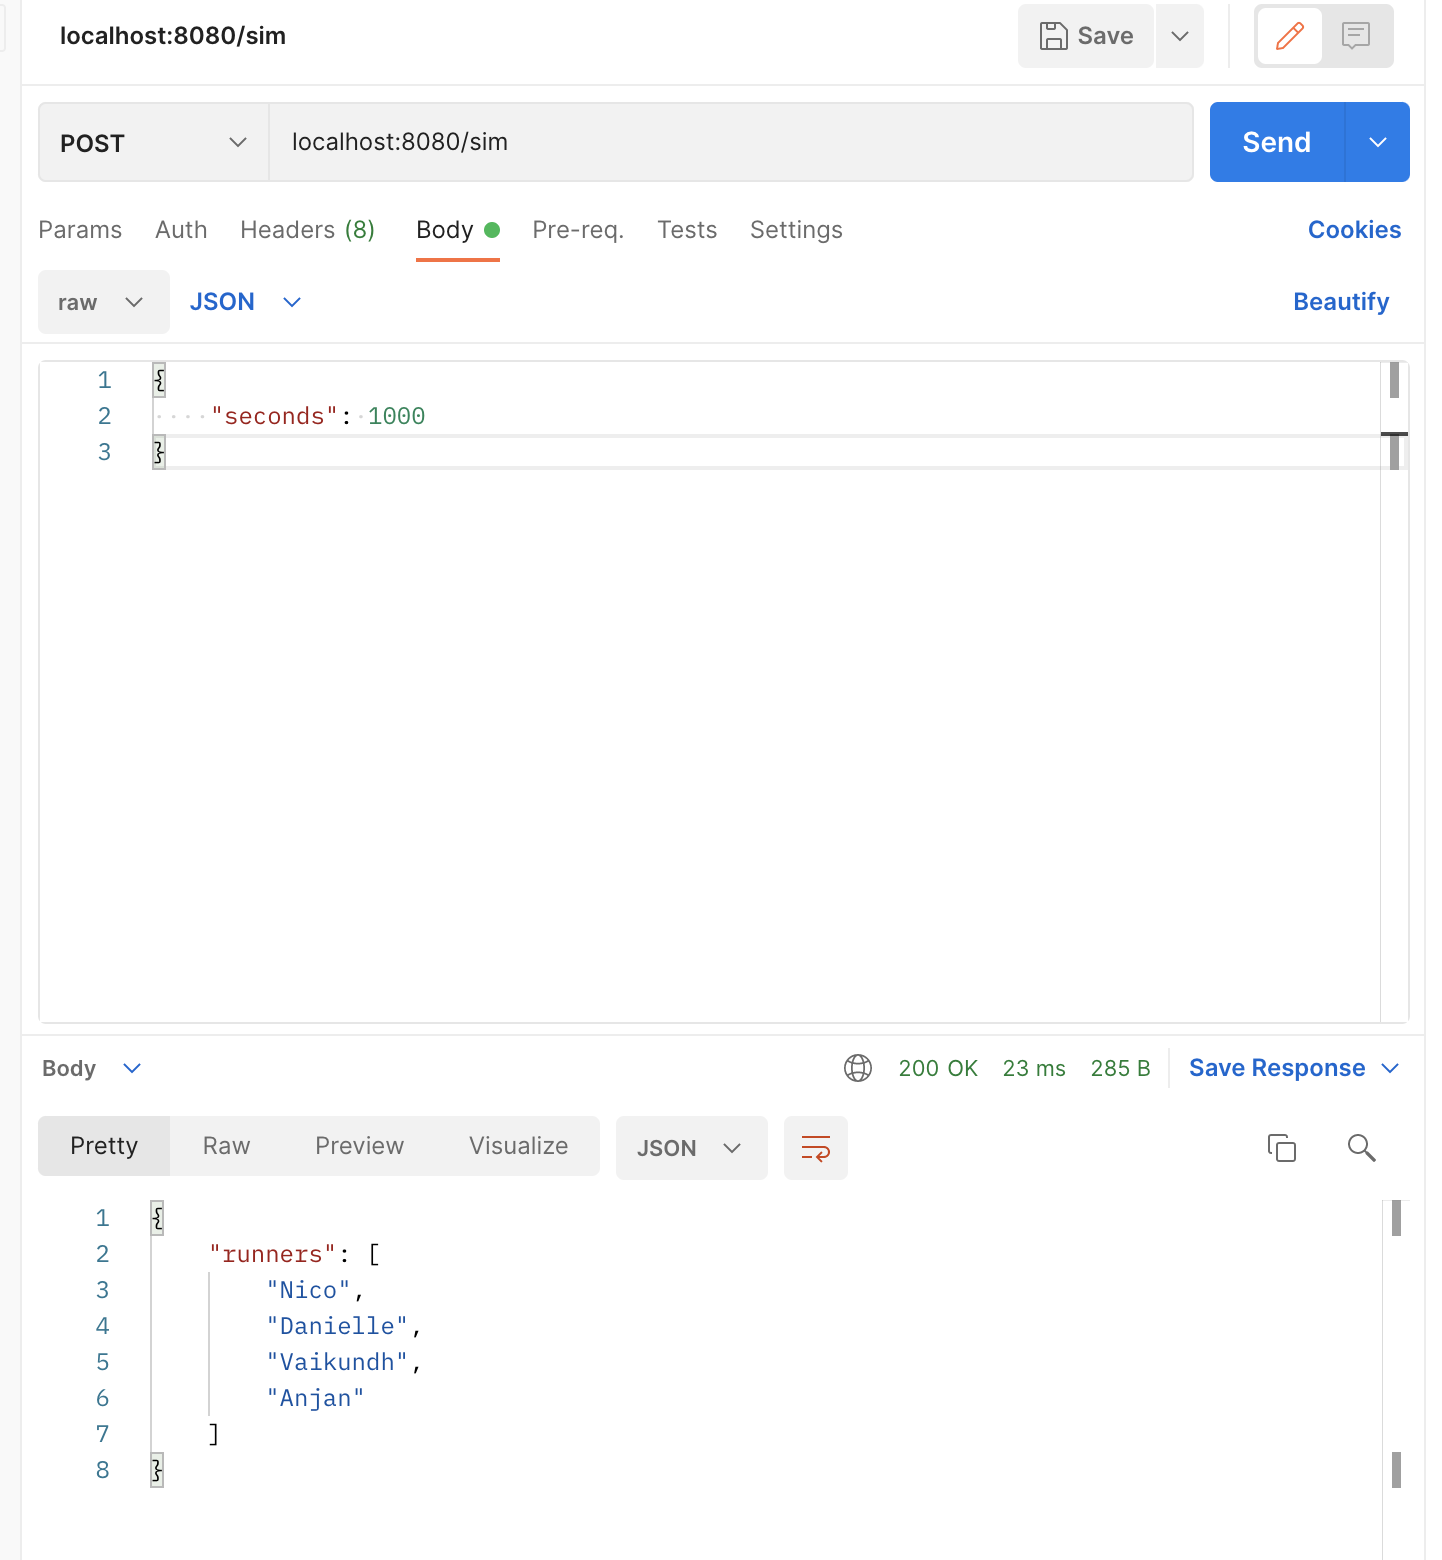 localhost:8080/sim
Save
POST localhost:8080/sim Send
Params Auth Headers (8) Body Pre-req. Tests Settings Cookies
raw JSON Beautify
1 {
2 "seconds": 1000
3 }
Body 200 OK 23 ms 285 B Save Response
Pretty Raw Preview Visualize JSON
1 {
2 "runners": [
3 "Nico",
4 "Danielle",
5 "Vaikundh",
6 "Anjan"
7 ]
8 }